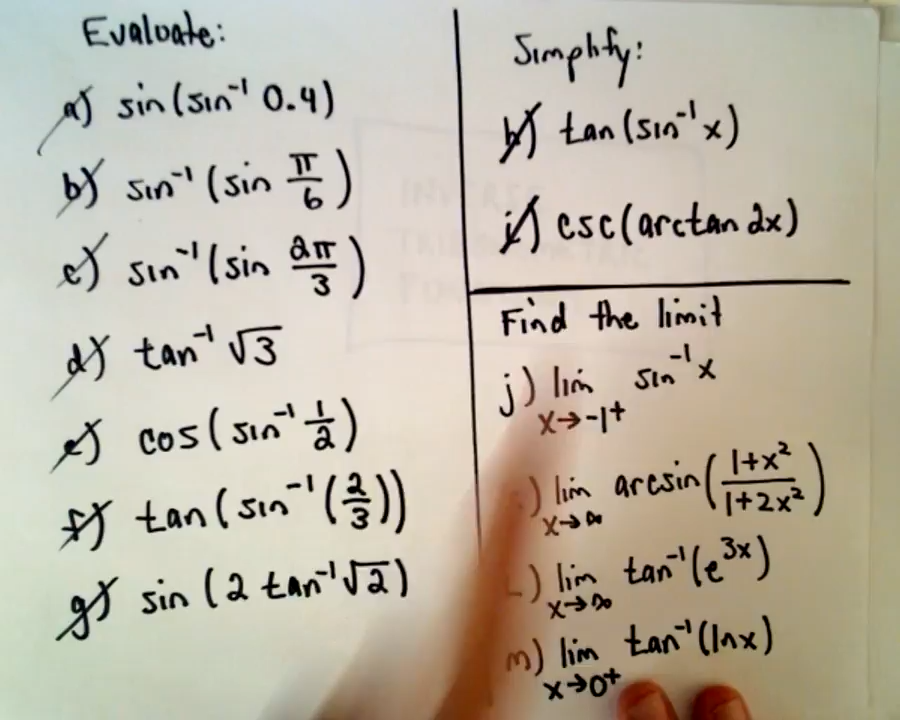 Evaluate:
a) sin(sin⁻¹ 0.4)
b) sin⁻¹(sin π/6)
c) sin⁻¹(sin 2π/3)
d) tan⁻¹ √3
e) cos(sin⁻¹ 1/2)
f) tan(sin⁻¹(2/3))
g) sin(2 tan⁻¹√2)
Simplify:
h) tan(sin⁻¹x)
i) csc(arctan 2x)
Find the limit
j) lim x→-1⁺ sin⁻¹x
) lim x→∞ arcsin(1+x²/1+2x²)
L) lim x→∞ tan⁻¹(e³ˣ)
m) lim x→0⁺ tan⁻¹(ln x)